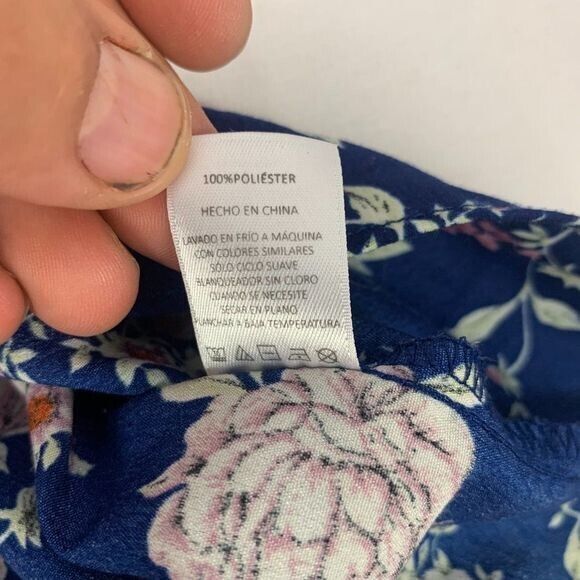 100%POLIÉSTER
HECHO EN CHINA
LAVADO EN FRÍO A MÁQUINA
CON COLORES SIMILARES
SOLO CICLO SUAVE
BLANQUEADOR SIN CLORO
CUANDO SE NECESITE
SECAR EN PLANO
PLANCHAR A BAJA TEMPERATURA